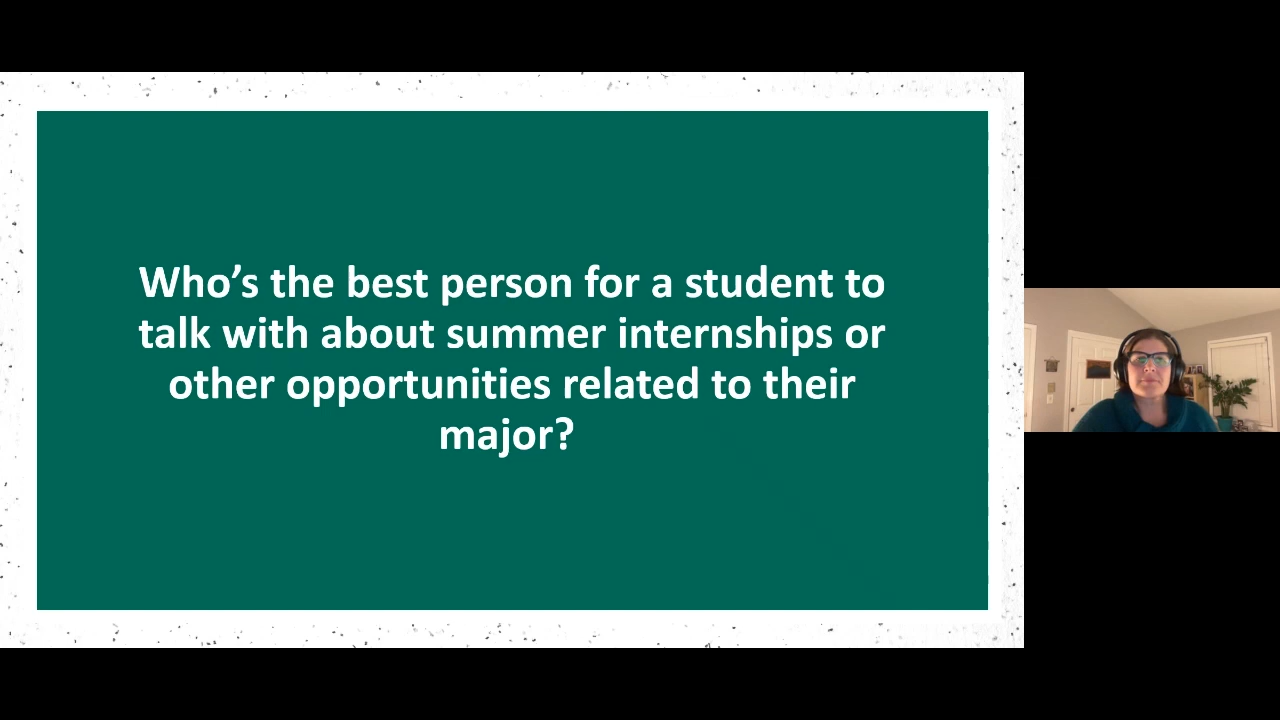 Who’s the best person for a student to
talk with about summer internships or
other opportunities related to their
major?